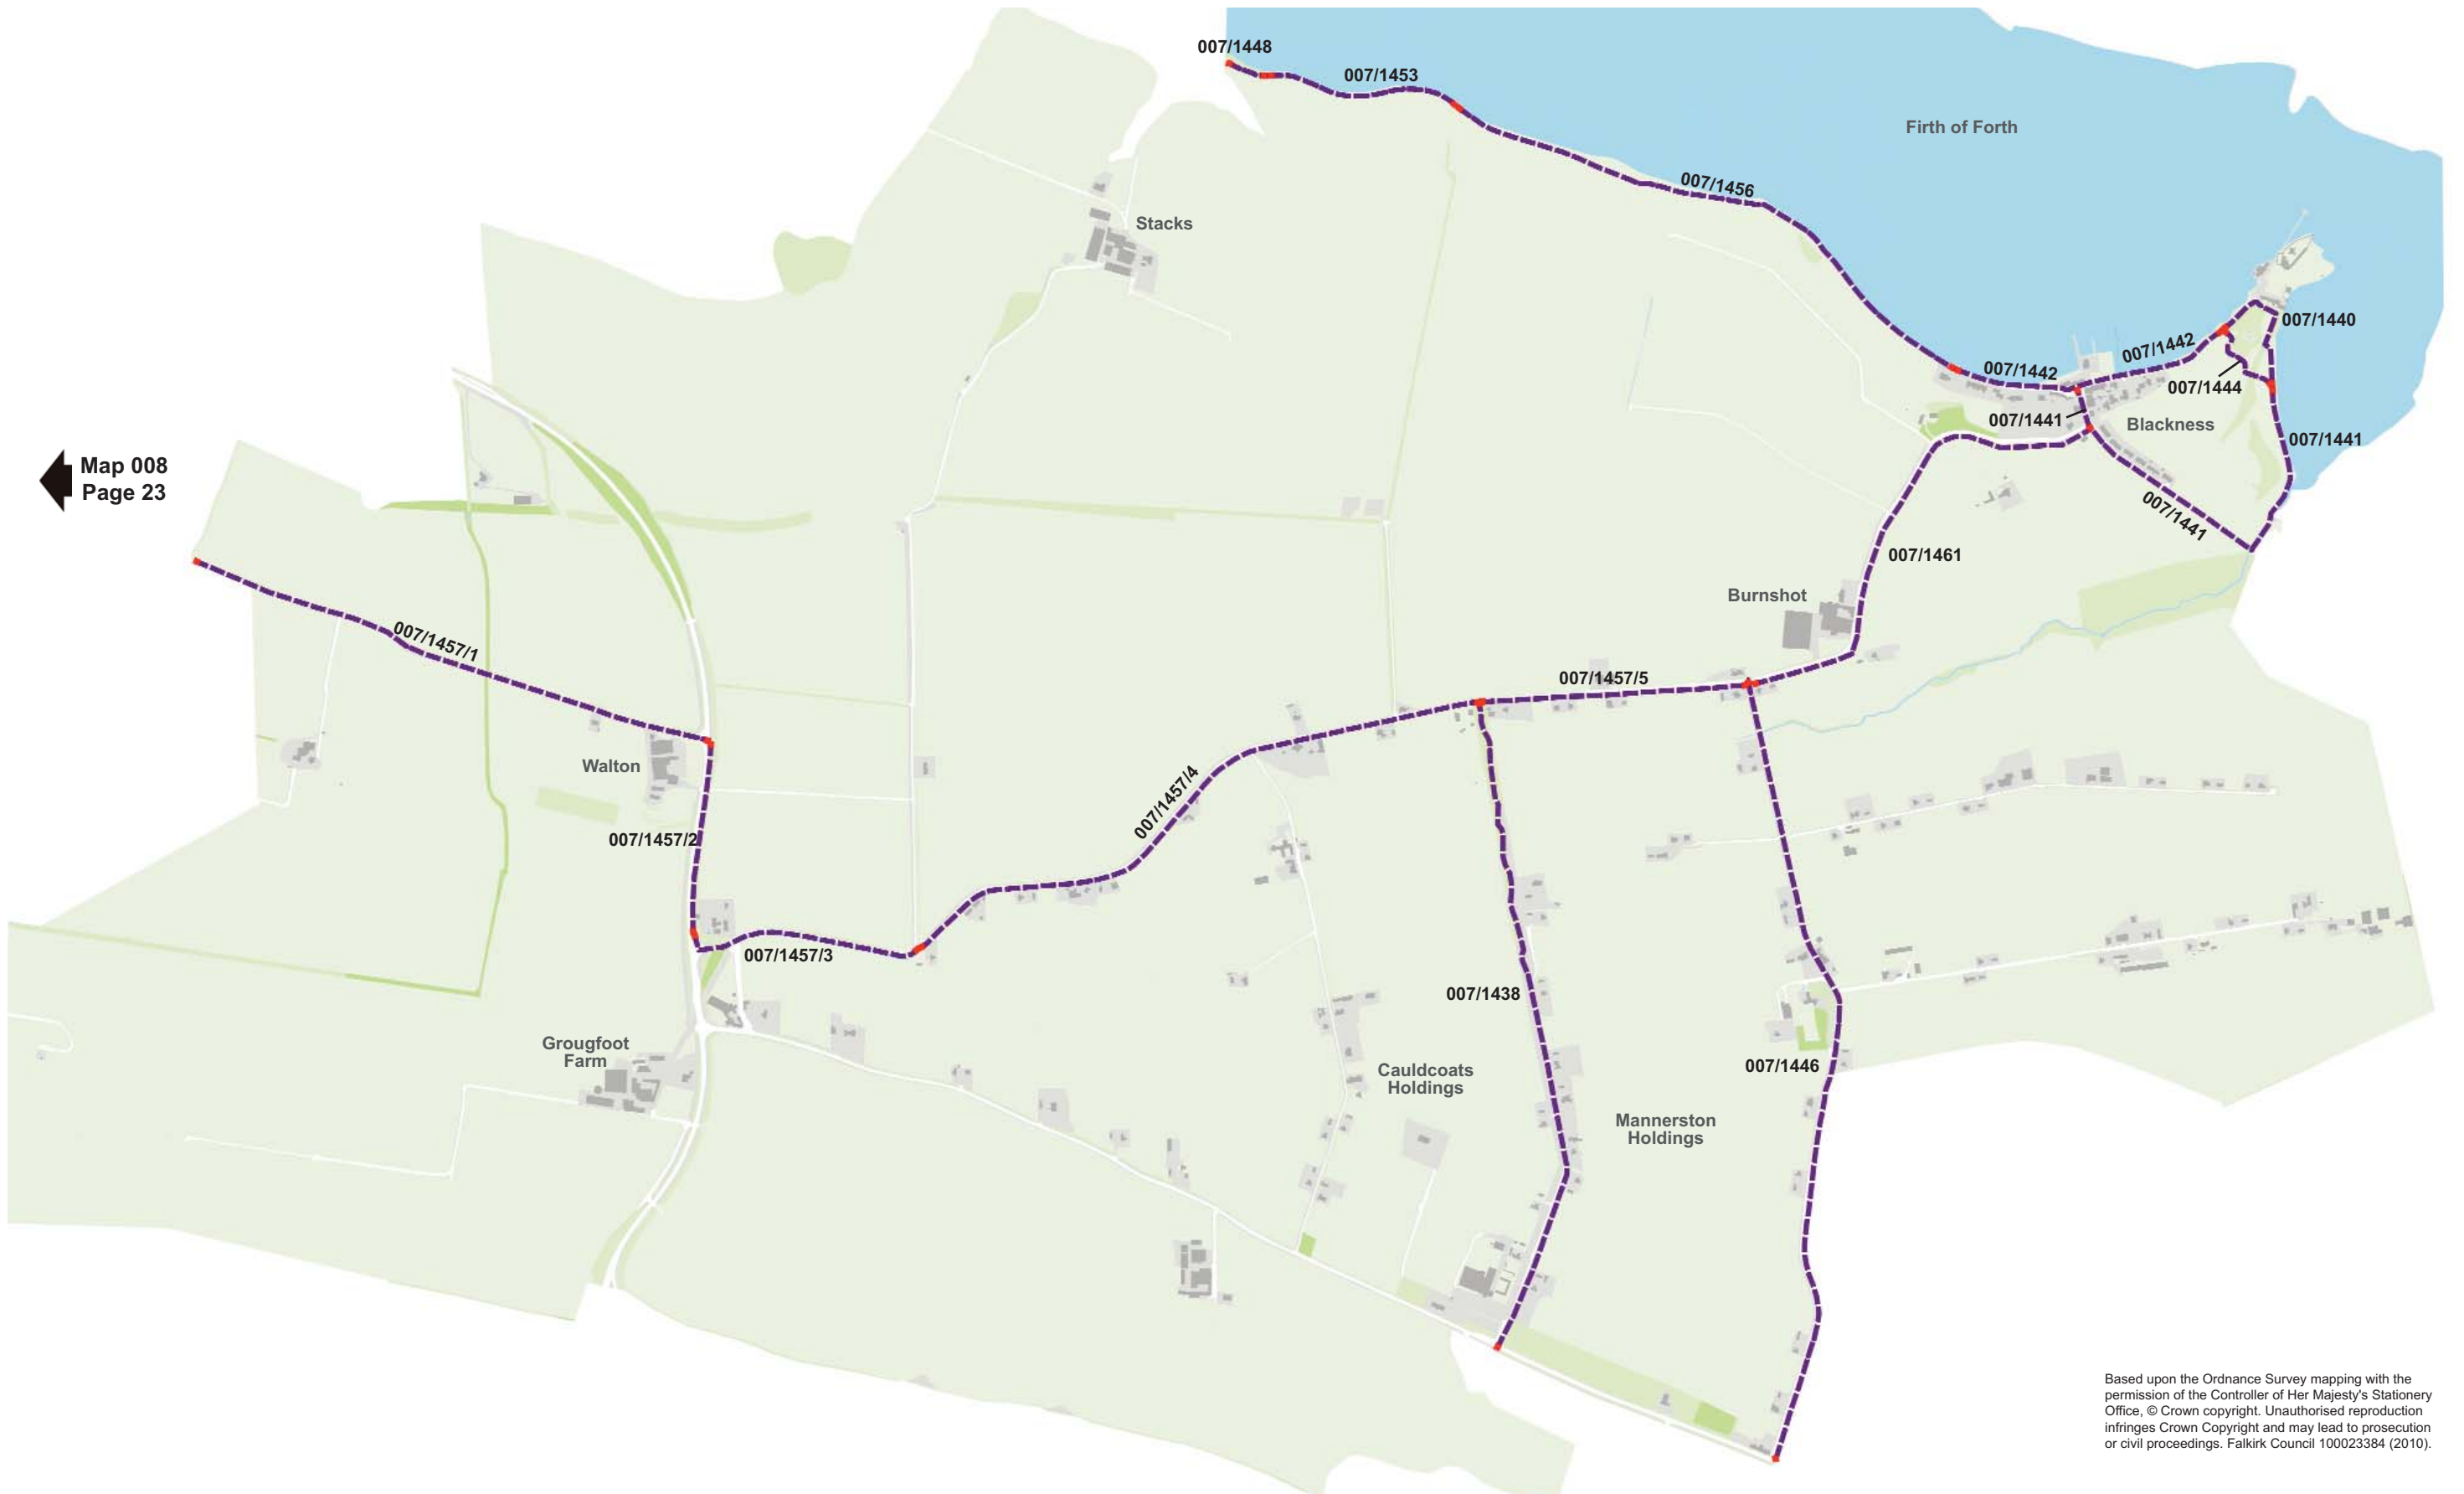 007/1448
007/1453
Firth of Forth
007/1456
Stacks
007/1440
007/1442
007/1442
007/1444
007/1441
Blackness
007/1441
Map 008
Page 23
007/1441
007/1461
Burnshot
007/1457/1
007/1457/5
Walton
007/1457/4
007/1457/2
007/1457/3
007/1438
Grougfoot
Farm
007/1446
Cauldcoats
Holdings
Mannerston
Holdings
Based upon the Ordnance Survey mapping with the
permission of the Controller of Her Majesty's Stationery
Office, © Crown copyright. Unauthorised reproduction
infringes Crown Copyright and may lead to prosecution
or civil proceedings. Falkirk Council 100023384 (2010).